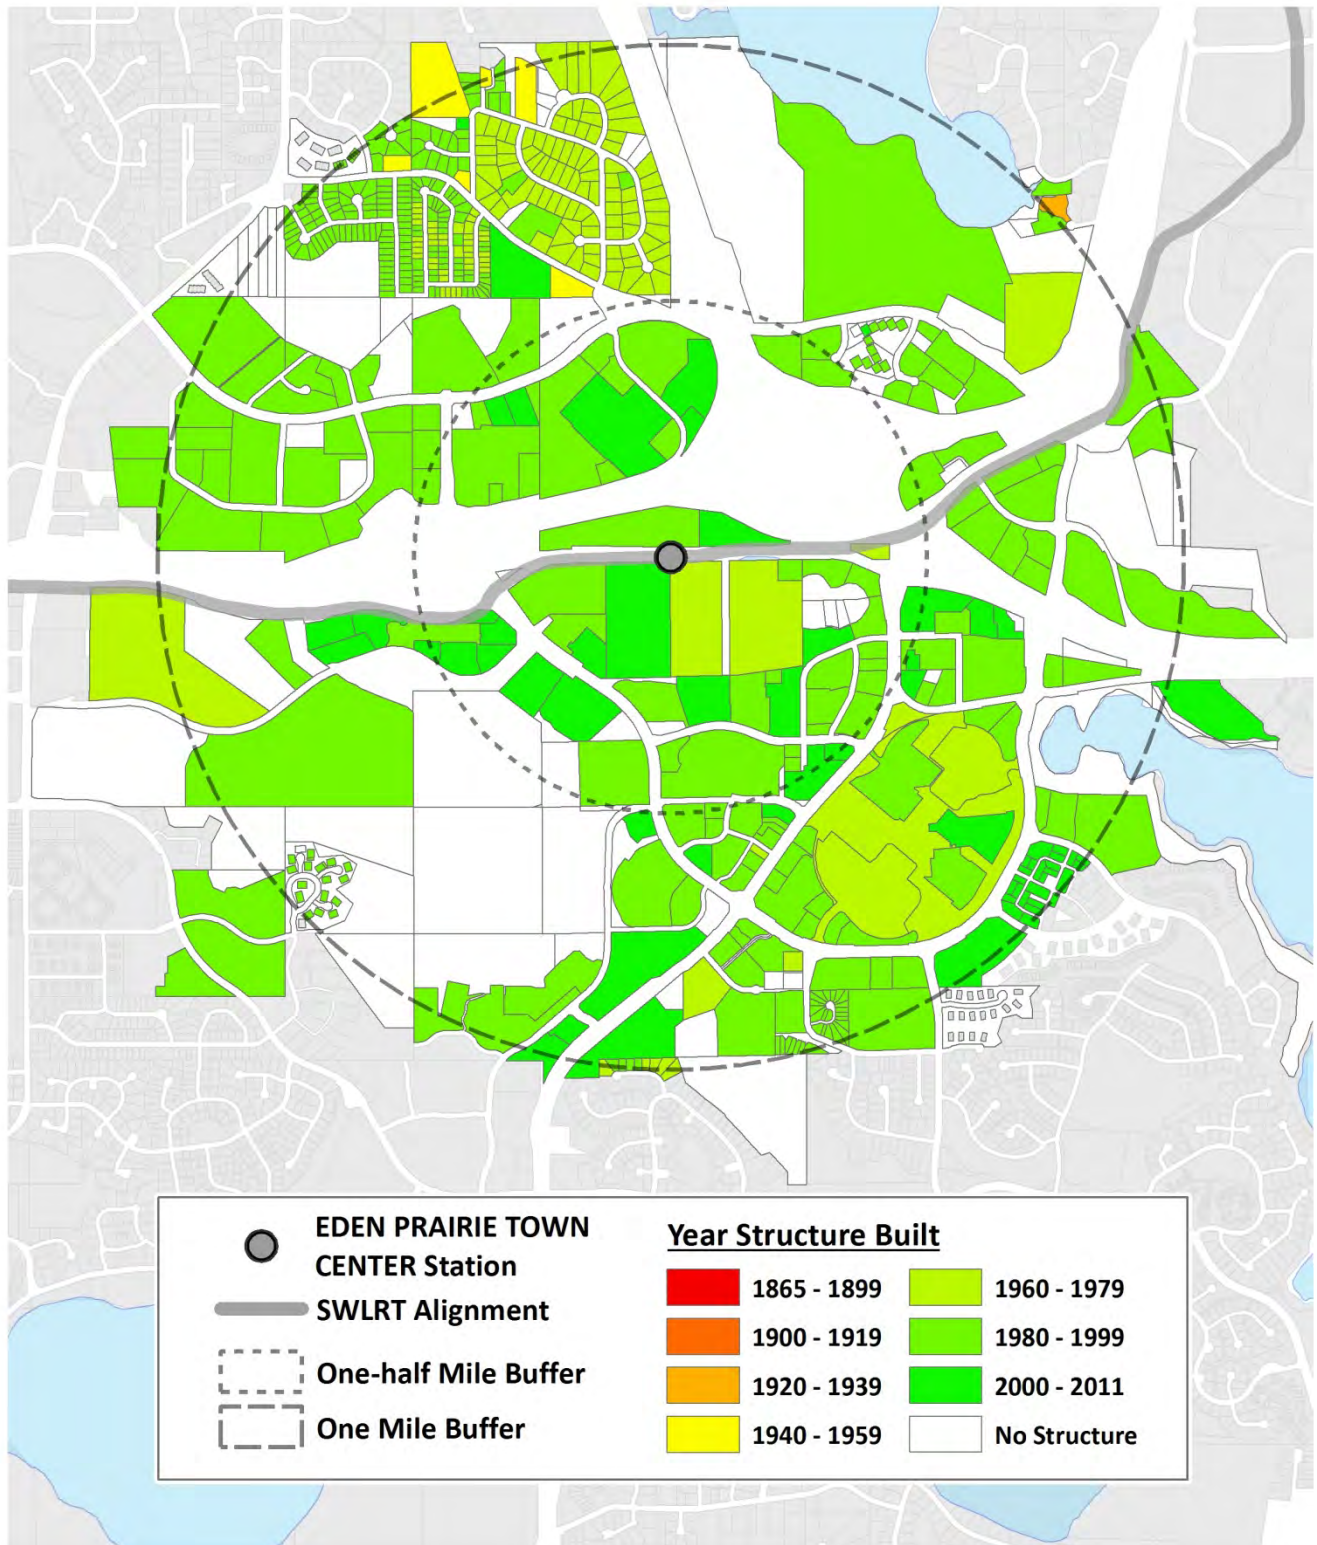 EDEN PRAIRIE TOWN
CENTER Station
SWLRT Alignment
One-half Mile Buffer
One Mile Buffer
Year Structure Built
1865 - 1899
1900 - 1919
1920 - 1939
1940 - 1959
1960 - 1979
1980 - 1999
2000 - 2011
No Structure